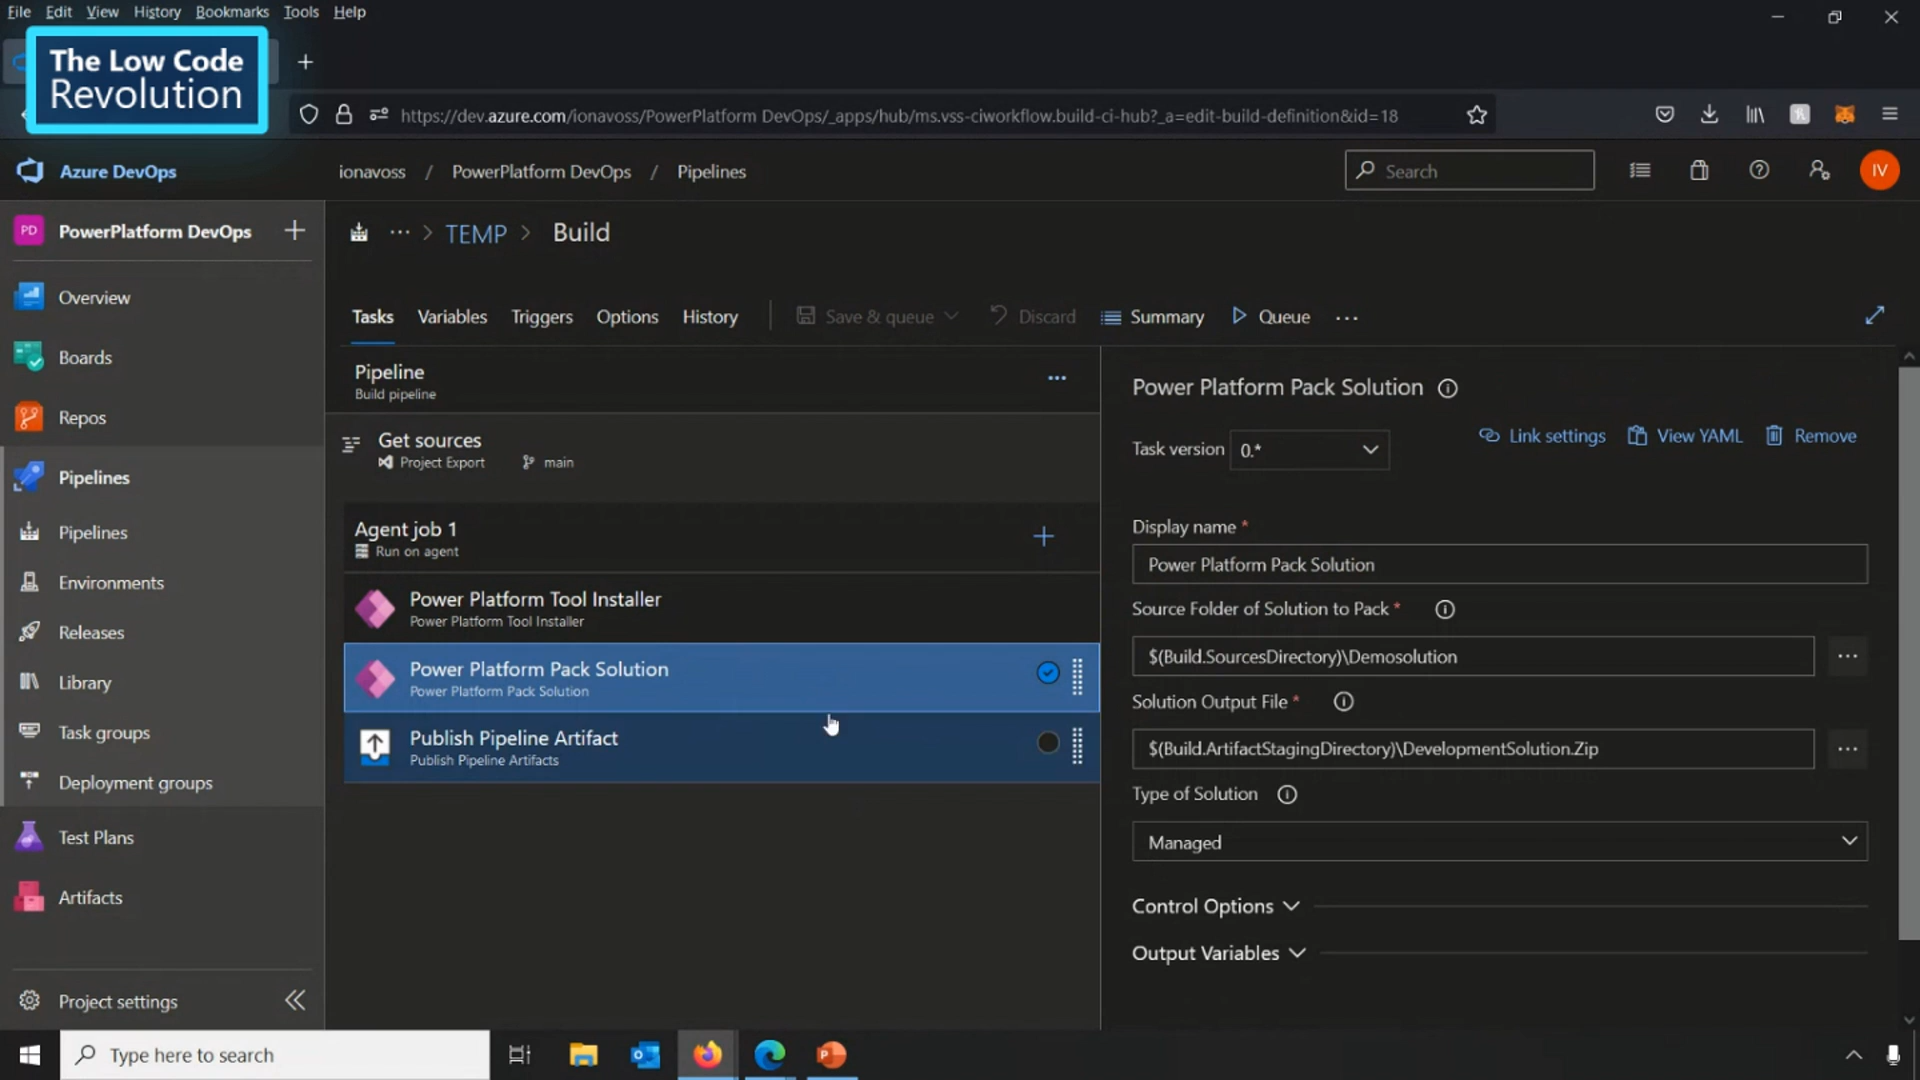 File Edit View History Bookmarks Tools Help
The Low Code
Revolution
https://dev.azure.com/ionavoss/PowerPlatform DevOps/_apps/hub/ms.vss-ciworkflow.build-ci-hub?_a=edit-build-definition&id=18
Azure DevOps
ionavoss / PowerPlatform DevOps / Pipelines
Search
IV
PD PowerPlatform DevOps
Overview
Boards
Repos
Pipelines
Pipelines
Environments
Releases
Library
Task groups
Deployment groups
Test Plans
Artifacts
Project settings
··· > TEMP > Build
Tasks Variables Triggers Options History Save & queue Discard Summary Queue ···
Pipeline
Build pipeline
Get sources
Project Export main
Agent job 1
Run on agent
Power Platform Tool Installer
Power Platform Tool Installer
Power Platform Pack Solution
Power Platform Pack Solution
Publish Pipeline Artifact
Publish Pipeline Artifacts
Power Platform Pack Solution
Link settings View YAML Remove
Task version 0.*
Display name *
Power Platform Pack Solution
Source Folder of Solution to Pack *
$(Build.SourcesDirectory)\Demosolution
Solution Output File *
$(Build.ArtifactStagingDirectory)\DevelopmentSolution.Zip
Type of Solution
Managed
Control Options
Output Variables
Type here to search